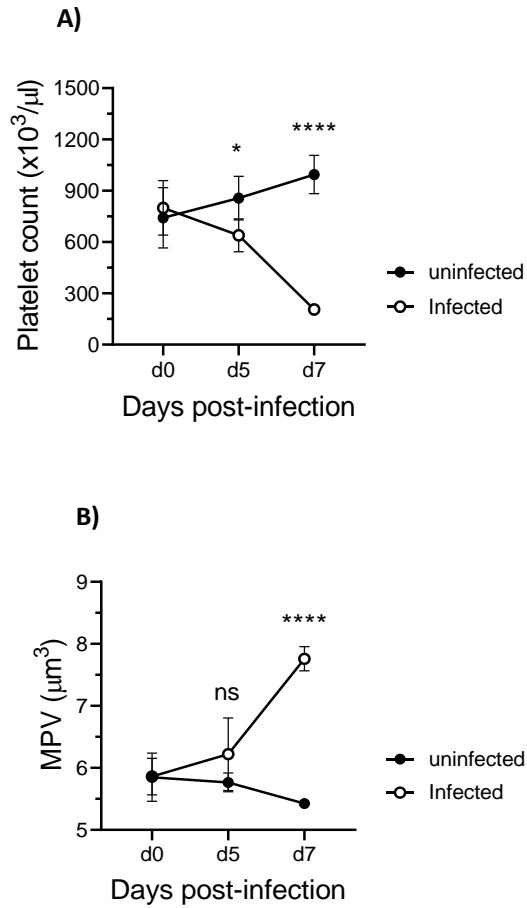 A)
Platelet count (x10³/µl)
1500
1200
900
600
300
0
*
****
d0 d5 d7
Days post-infection
uninfected
Infected
B)
MPV (µm³)
9
8
7
6
5
ns
****
d0 d5 d7
Days post-infection
uninfected
Infected